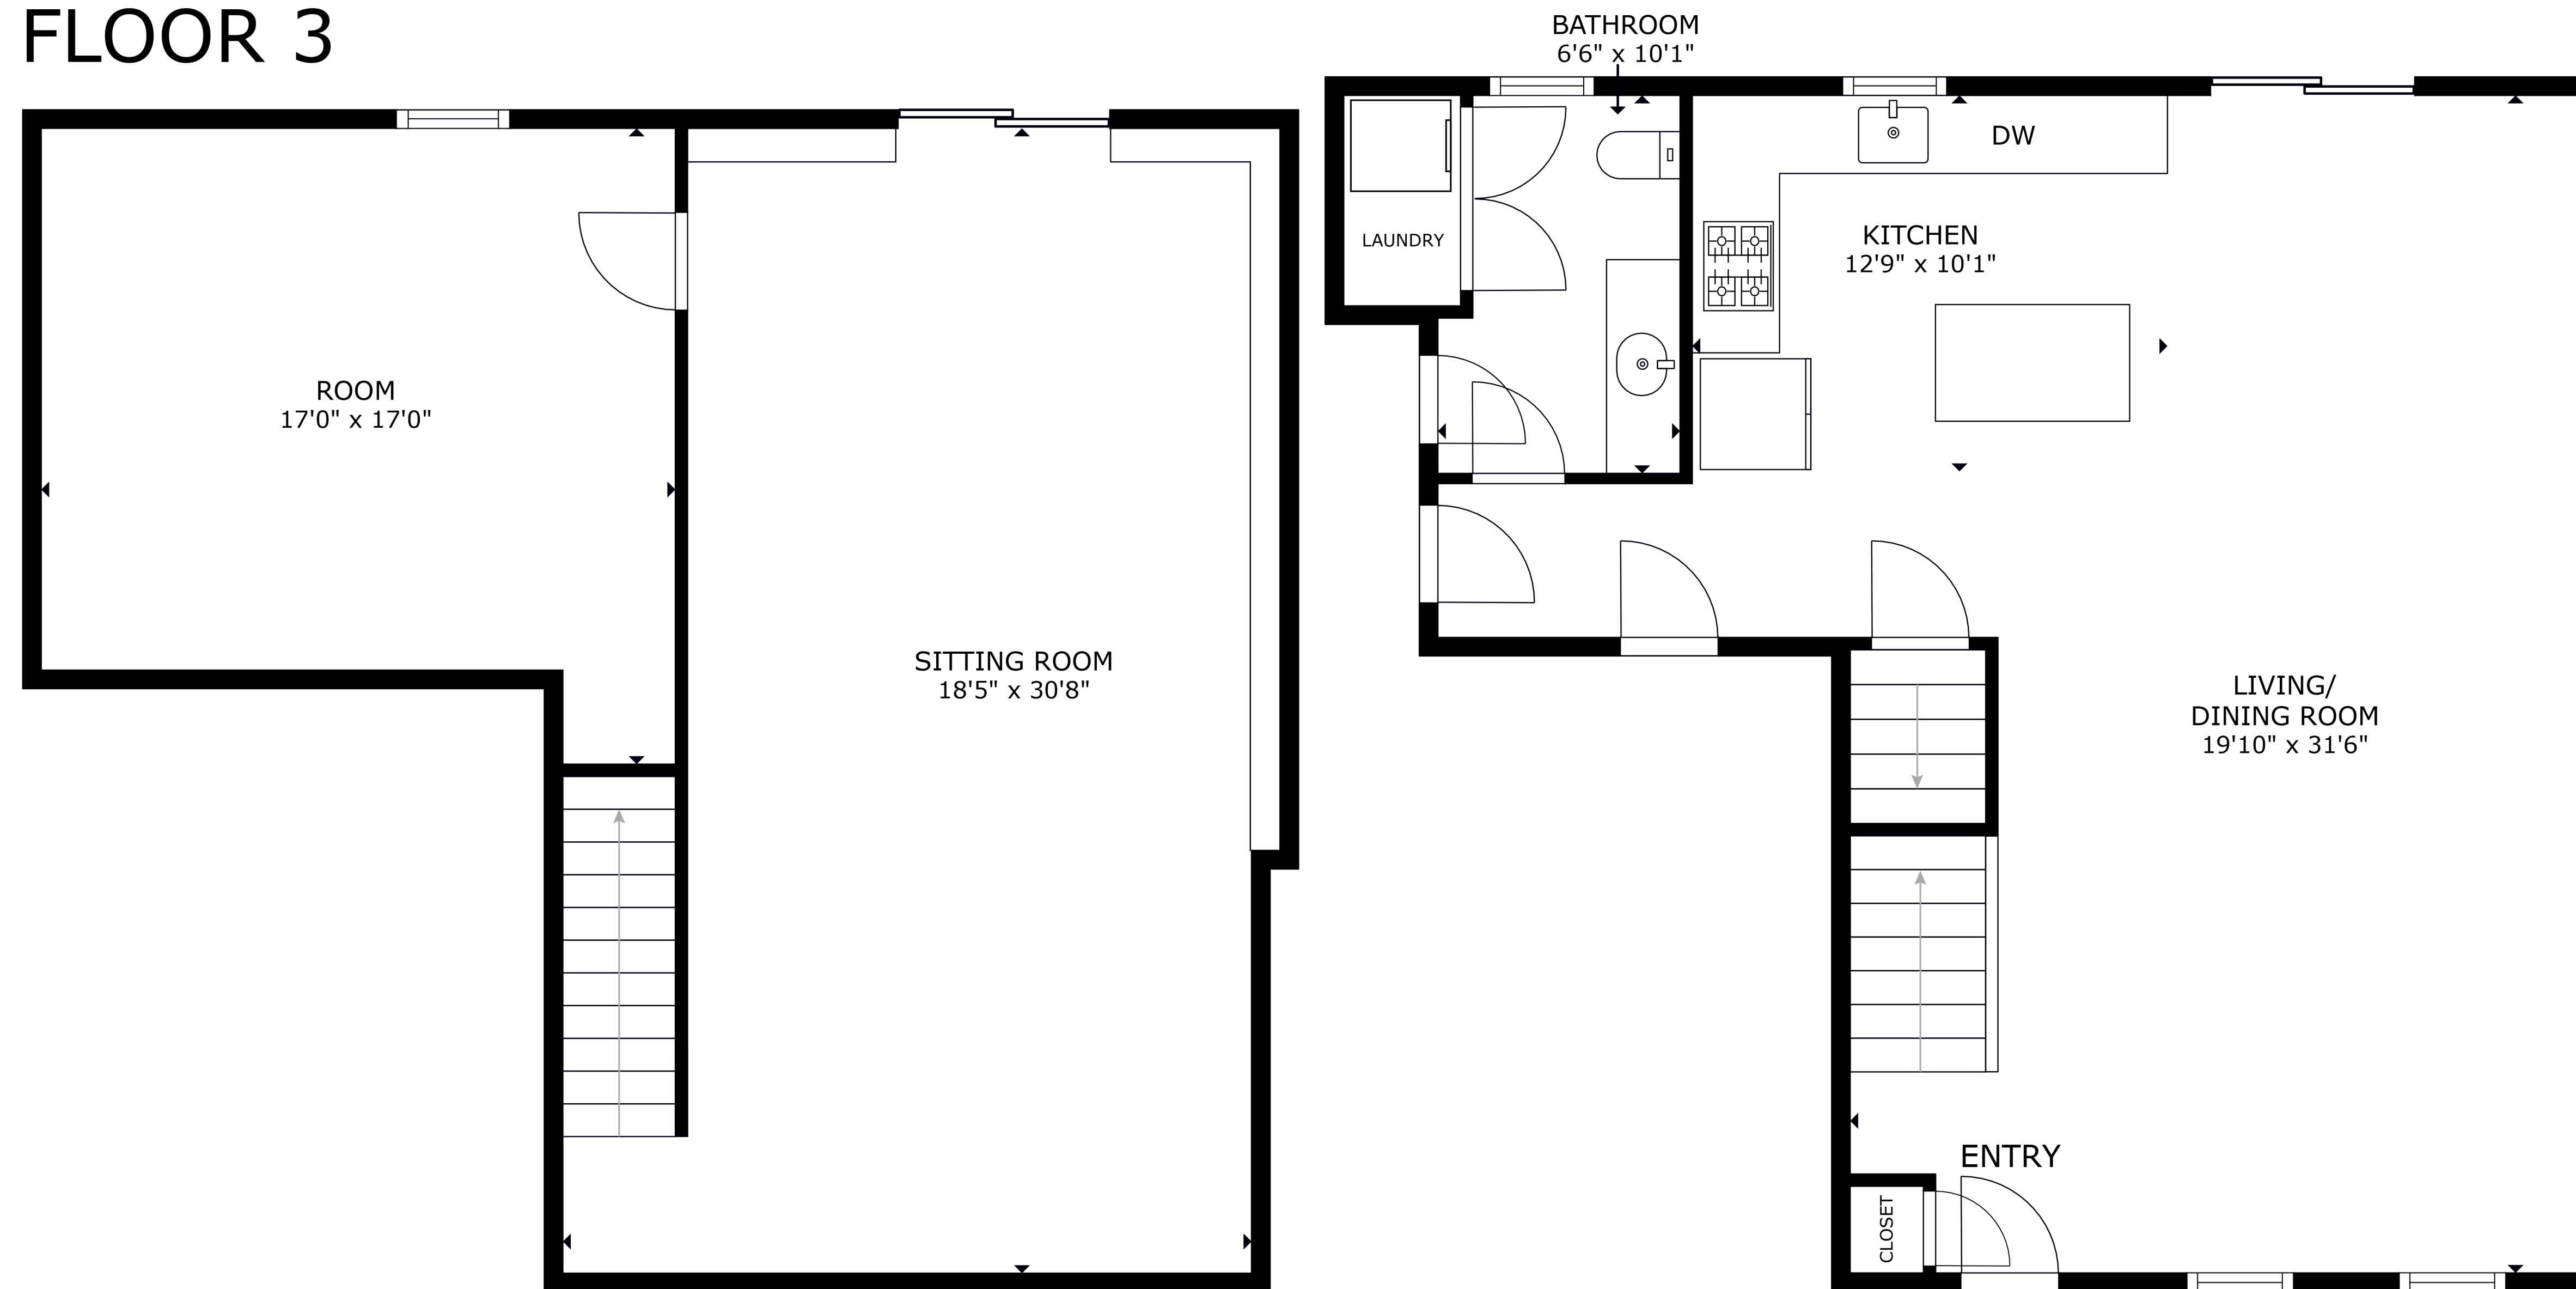 FLOOR 3
ROOM
17'0" x 17'0"
SITTING ROOM
18'5" x 30'8"
BATHROOM
6'6" x 10'1"
LAUNDRY
DW
KITCHEN
12'9" x 10'1"
LIVING/
DINING ROOM
19'10" x 31'6"
ENTRY
CLOSET